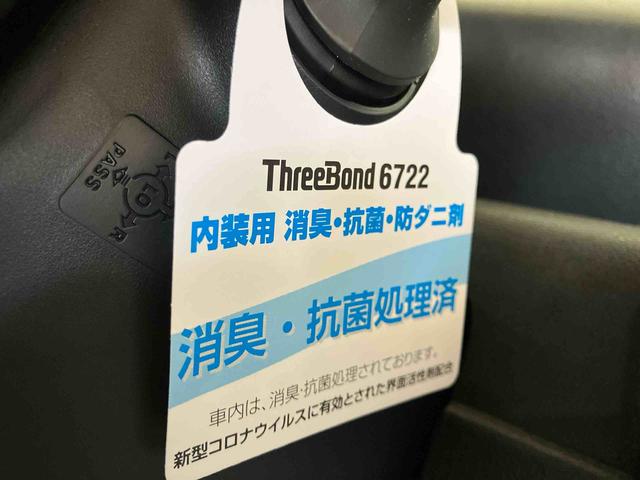 ThreeBond 6722
内装用 消臭・抗菌・防ダニ剤
消臭・抗菌処理済
車内は、消臭・抗菌処理されております。
新型コロナウイルスに有効とされた界面活性剤配合
PASS
L
R